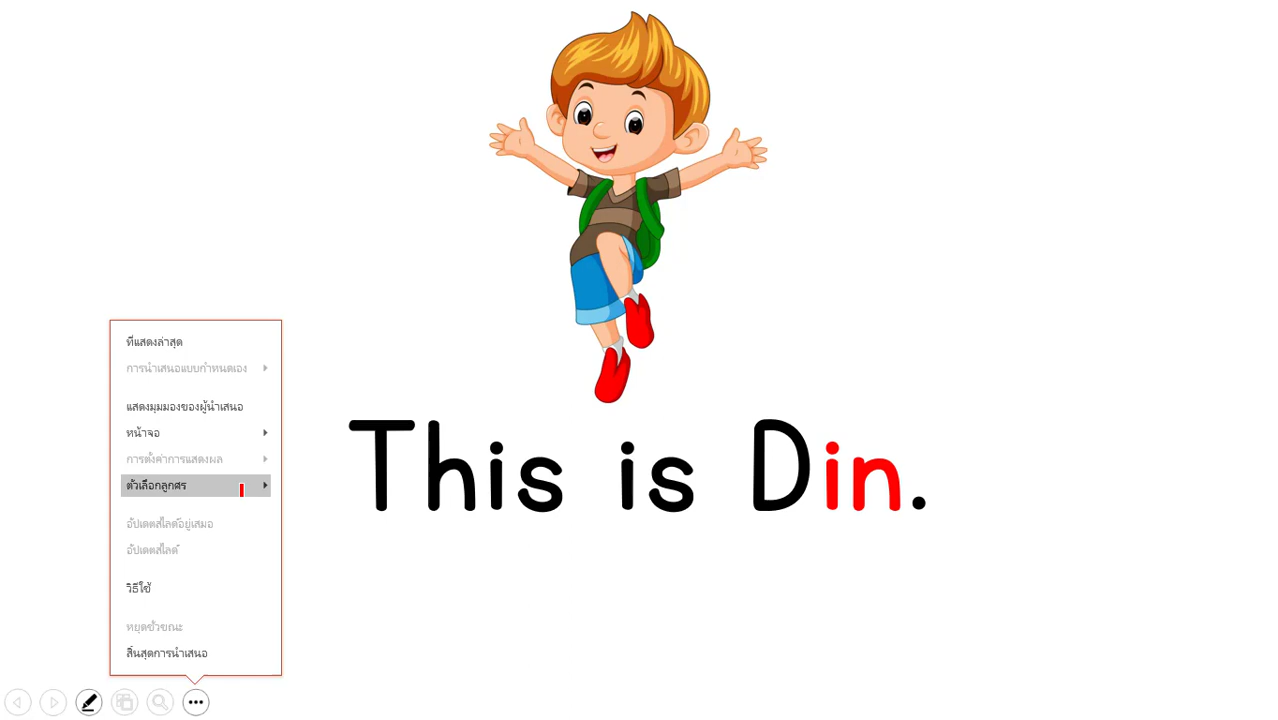 This is Din.
ที่แสดงล่าสุด
การนำเสนอแบบกำหนดเอง
แสดงมุมมองของผู้นำเสนอ
หน้าจอ
การตั้งค่าการแสดงผล
ตัวเลือกลูกศร
อัปเดตสไลด์อยู่เสมอ
อัปเดตสไลด์
วิธีใช้
หยุดชั่วขณะ
สิ้นสุดการนำเสนอ